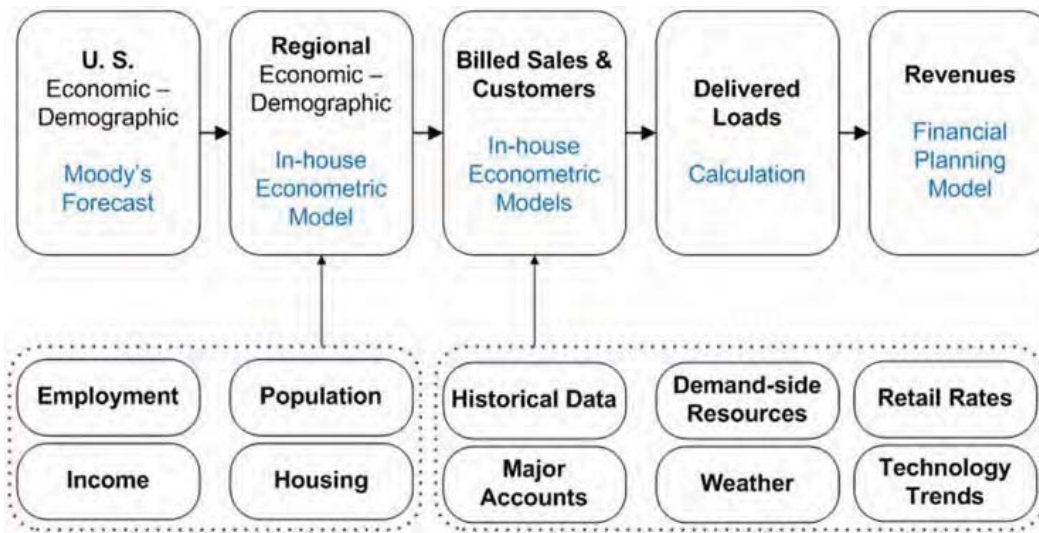 U. S.
Economic –
Demographic
Moody's
Forecast
Regional
Economic –
Demographic
In-house
Econometric
Model
Billed Sales &
Customers
In-house
Econometric
Models
Delivered
Loads
Calculation
Revenues
Financial
Planning
Model
Employment
Population
Income
Housing
Historical Data
Demand-side
Resources
Retail Rates
Major
Accounts
Weather
Technology
Trends